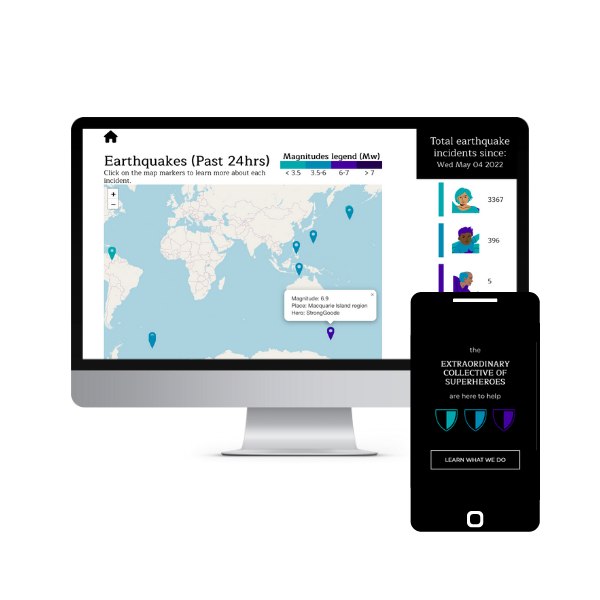 Earthquakes (Past 24hrs)
Click on the map markers to learn more about each
incident.
Magnitudes legend (Mw)
< 3.5 3.5-6 6-7 > 7
+
−
×
Magnitude: 6.9
Place: Macquarie Island region
Hero: StrongGeode
Total earthquake
incidents since:
Wed May 04 2022
3367
396
5
the
EXTRAORDINARY
COLLECTIVE OF
SUPERHEROES
are here to help
LEARN WHAT WE DO